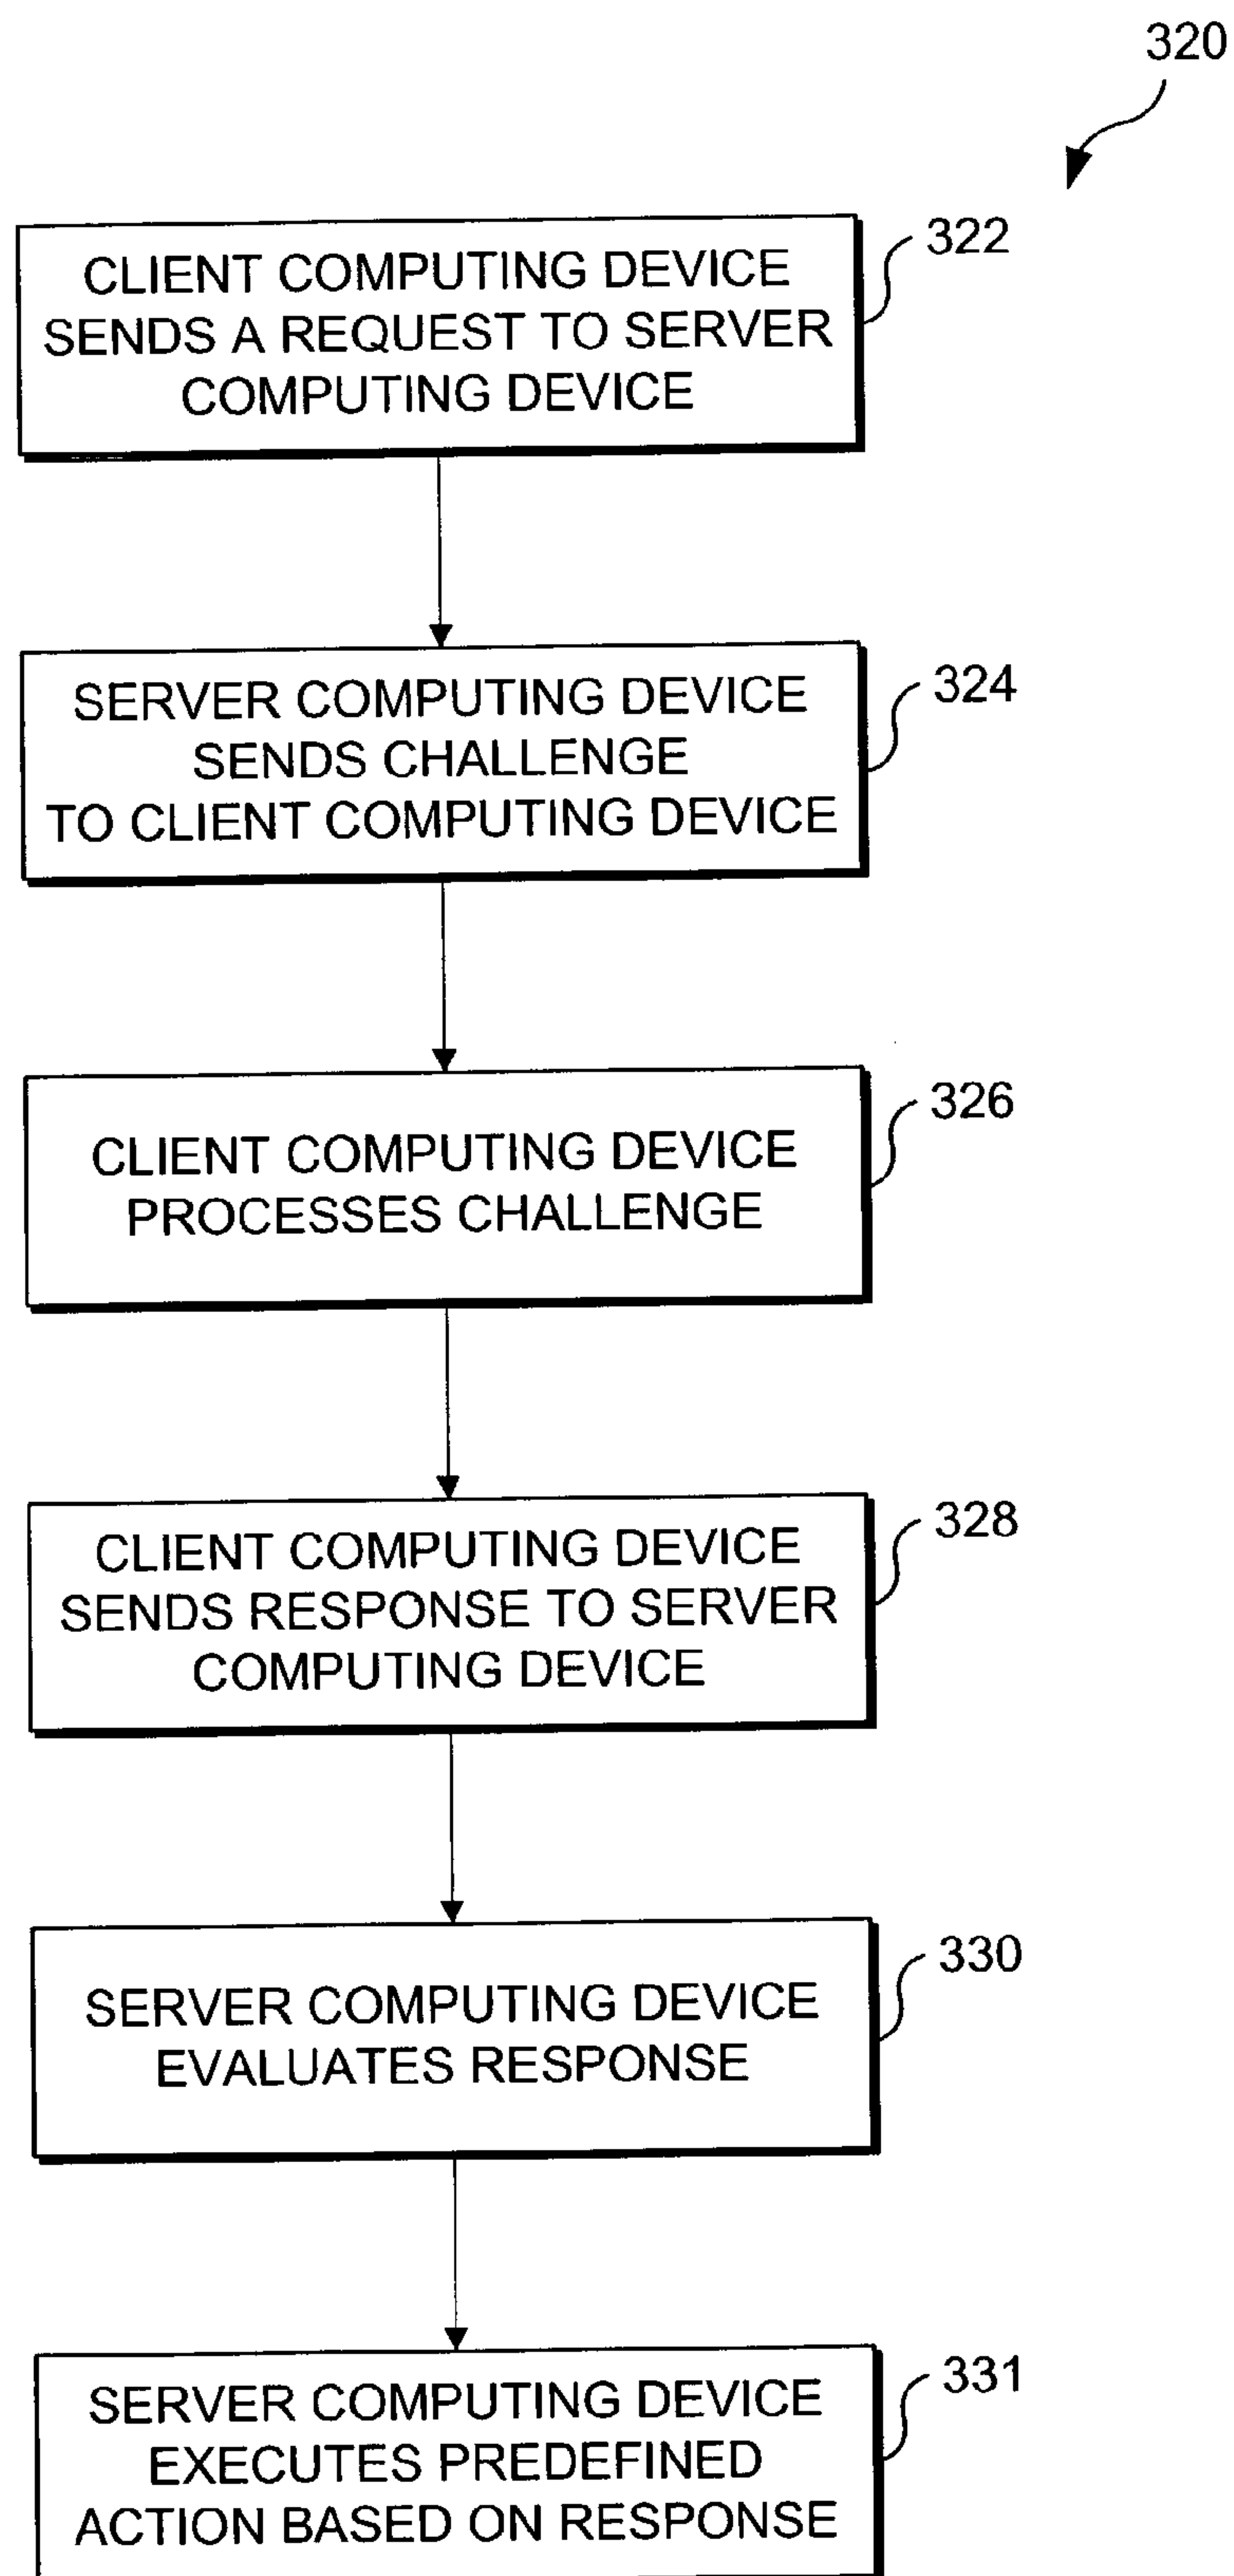 320
322
CLIENT COMPUTING DEVICE
SENDS A REQUEST TO SERVER
COMPUTING DEVICE
324
SERVER COMPUTING DEVICE
SENDS CHALLENGE
TO CLIENT COMPUTING DEVICE
326
CLIENT COMPUTING DEVICE
PROCESSES CHALLENGE
328
CLIENT COMPUTING DEVICE
SENDS RESPONSE TO SERVER
COMPUTING DEVICE
330
SERVER COMPUTING DEVICE
EVALUATES RESPONSE
331
SERVER COMPUTING DEVICE
EXECUTES PREDEFINED
ACTION BASED ON RESPONSE